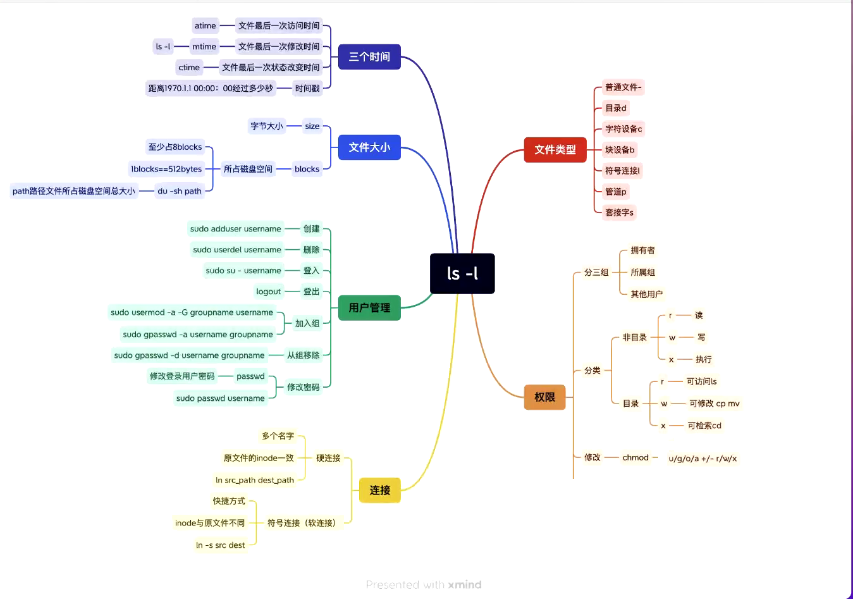 ls -l
三个时间
文件最后一次访问时间
atime
文件最后一次修改时间
mtime
ls -l
文件最后一次状态改变时间
ctime
时间戳
距离1970.1.1 00:00：00经过多少秒
文件大小
size
字节大小
blocks
所占磁盘空间
至少占8blocks
1blocks==512bytes
du -sh path
path路径文件所占磁盘空间总大小
用户管理
创建
sudo adduser username
删除
sudo userdel username
登入
sudo su - username
登出
logout
加入组
sudo usermod -a -G groupname username
sudo gpasswd -a username groupname
从组移除
sudo gpasswd -d username groupname
修改密码
passwd
修改登录用户密码
sudo passwd username
连接
硬连接
多个名字
原文件的inode一致
ln src_path dest_path
符号连接（软连接）
快捷方式
inode与原文件不同
ln -s src dest
文件类型
普通文件-
目录d
字符设备c
块设备b
符号连接l
管道p
套接字s
权限
分三组
拥有者
所属组
其他用户
分类
非目录
r
读
w
写
x
执行
目录
r
可访问ls
w
可修改 cp mv
x
可检索cd
修改
chmod
u/g/o/a +/- r/w/x
Presented with xmind